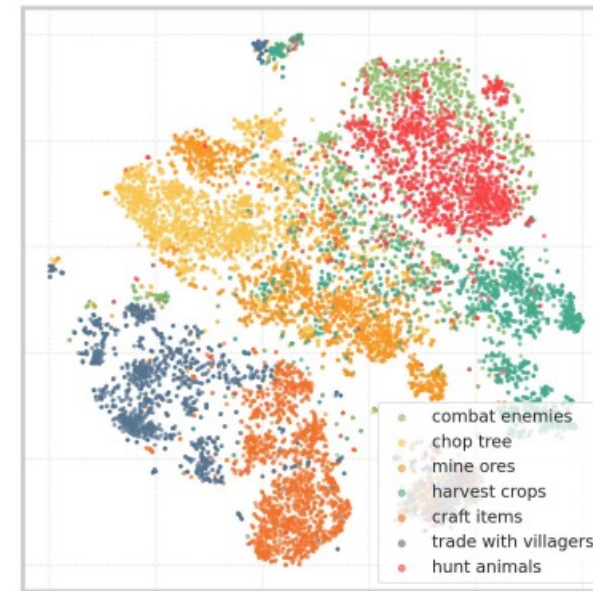 combat enemies
chop tree
mine ores
harvest crops
craft items
trade with villagers
hunt animals